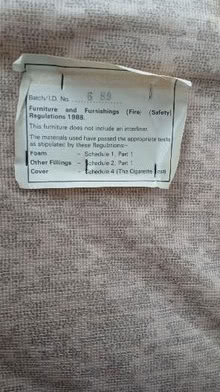 Batch/I.D. No. 6 89
Furniture and Furnishings (Fire) (Safety)
Regulations 1988.
This furniture does not include an interliner.
The materials used have passed the appropriate tests
as stipulated by these Regulations:-
Foam - Schedule 1, Part 1
Other Fillings - Schedule 2, Part
Cover - Schedule 4 (The Cigarette